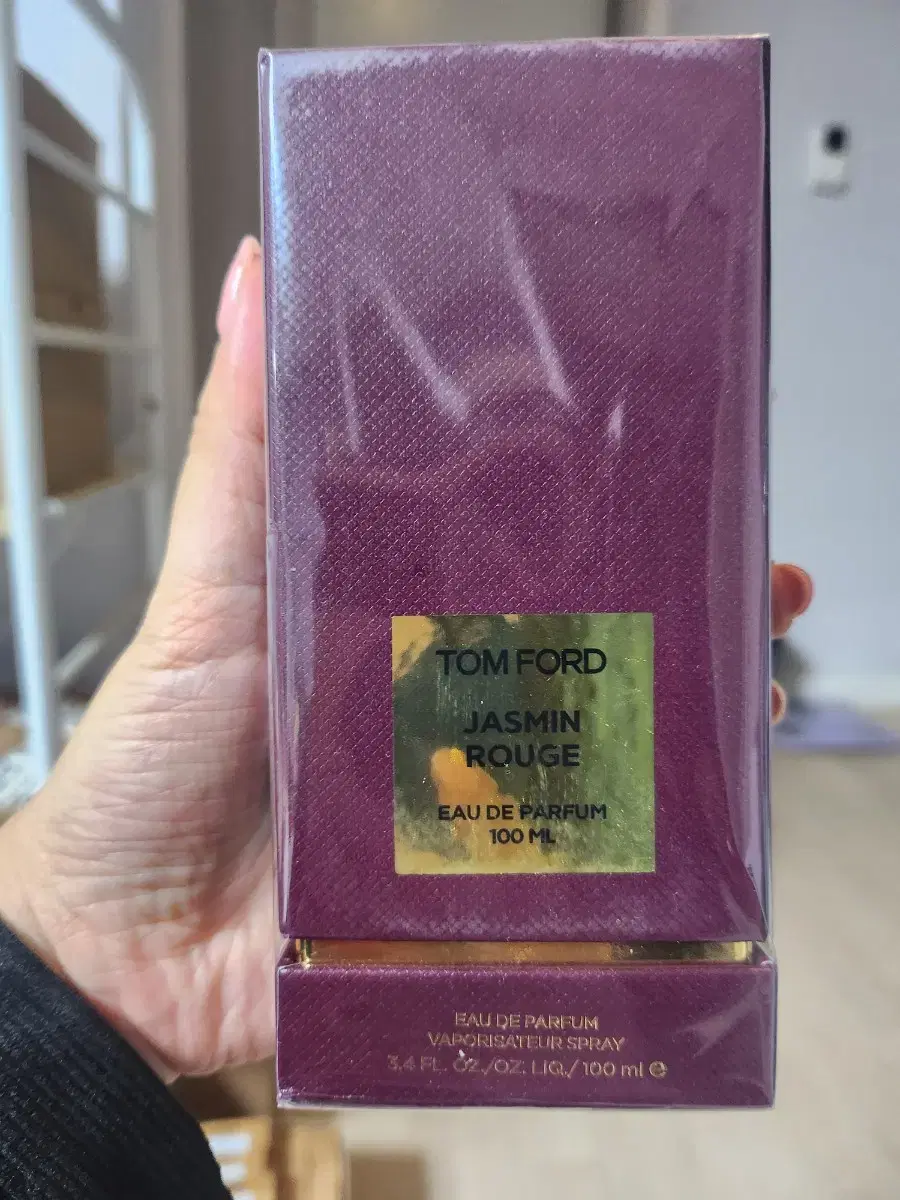 TOM FORD
JASMIN
ROUGE
EAU DE PARFUM
100 ML
EAU DE PARFUM
VAPORISATEUR SPRAY
3.4 FL. OZ./OZ. LIQ./ 100 ml ℮